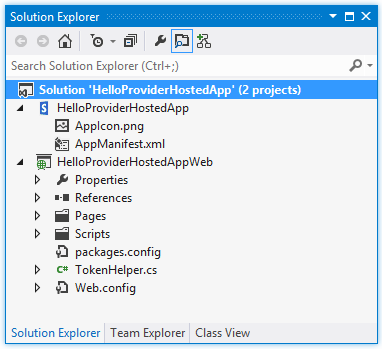 Solution Explorer
Search Solution Explorer (Ctrl+;)
Solution 'HelloProviderHostedApp' (2 projects)
HelloProviderHostedApp
AppIcon.png
AppManifest.xml
HelloProviderHostedAppWeb
Properties
References
Pages
Scripts
packages.config
C# TokenHelper.cs
Web.config
Solution Explorer Team Explorer Class View